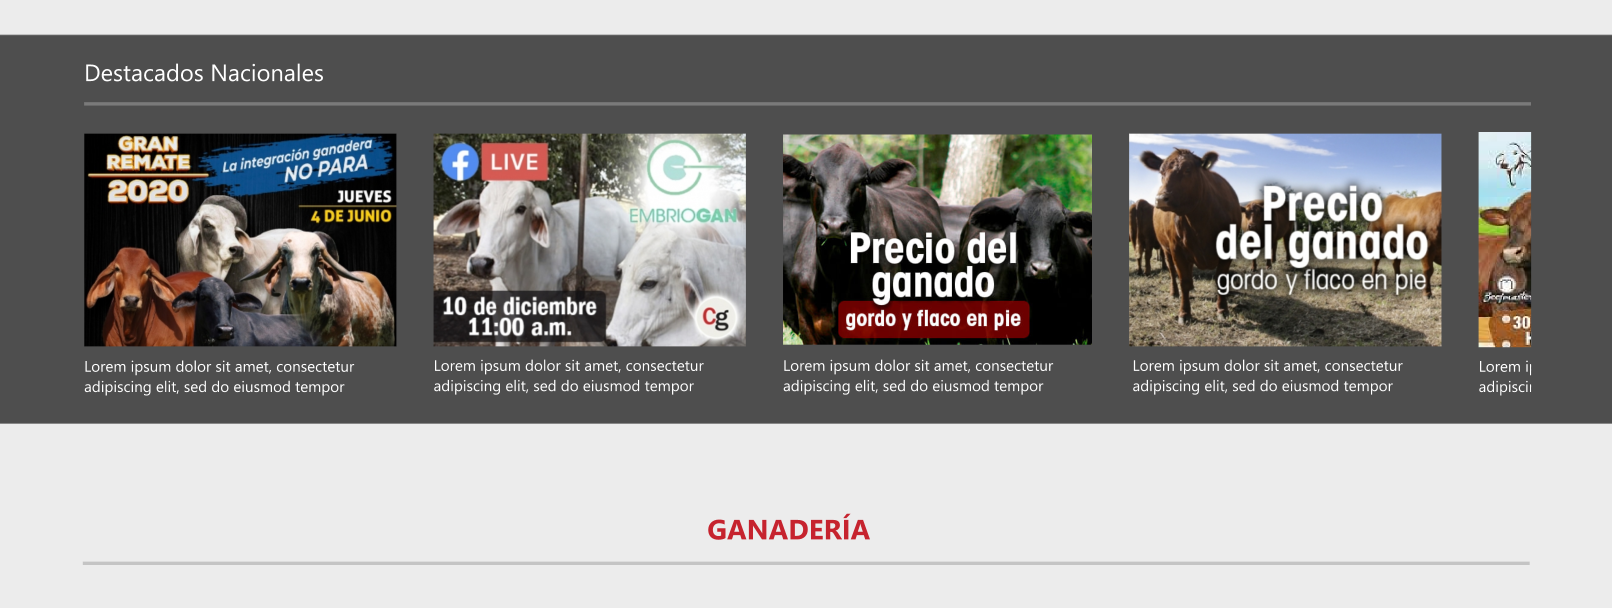 Destacados Nacionales
GRAN
REMATE
2020
La integración ganadera
NO PARA
JUEVES
4 DE JUNIO
Lorem ipsum dolor sit amet, consectetur
adipiscing elit, sed do eiusmod tempor
LIVE
EMBRIOGAN
10 de diciembre
11:00 a.m.
Cg
Lorem ipsum dolor sit amet, consectetur
adipiscing elit, sed do eiusmod tempor
Precio del
ganado
gordo y flaco en pie
Lorem ipsum dolor sit amet, consectetur
adipiscing elit, sed do eiusmod tempor
Precio
del ganado
gordo y flaco en pie
Lorem ipsum dolor sit amet, consectetur
adipiscing elit, sed do eiusmod tempor
30
Lorem
GANADERÍA